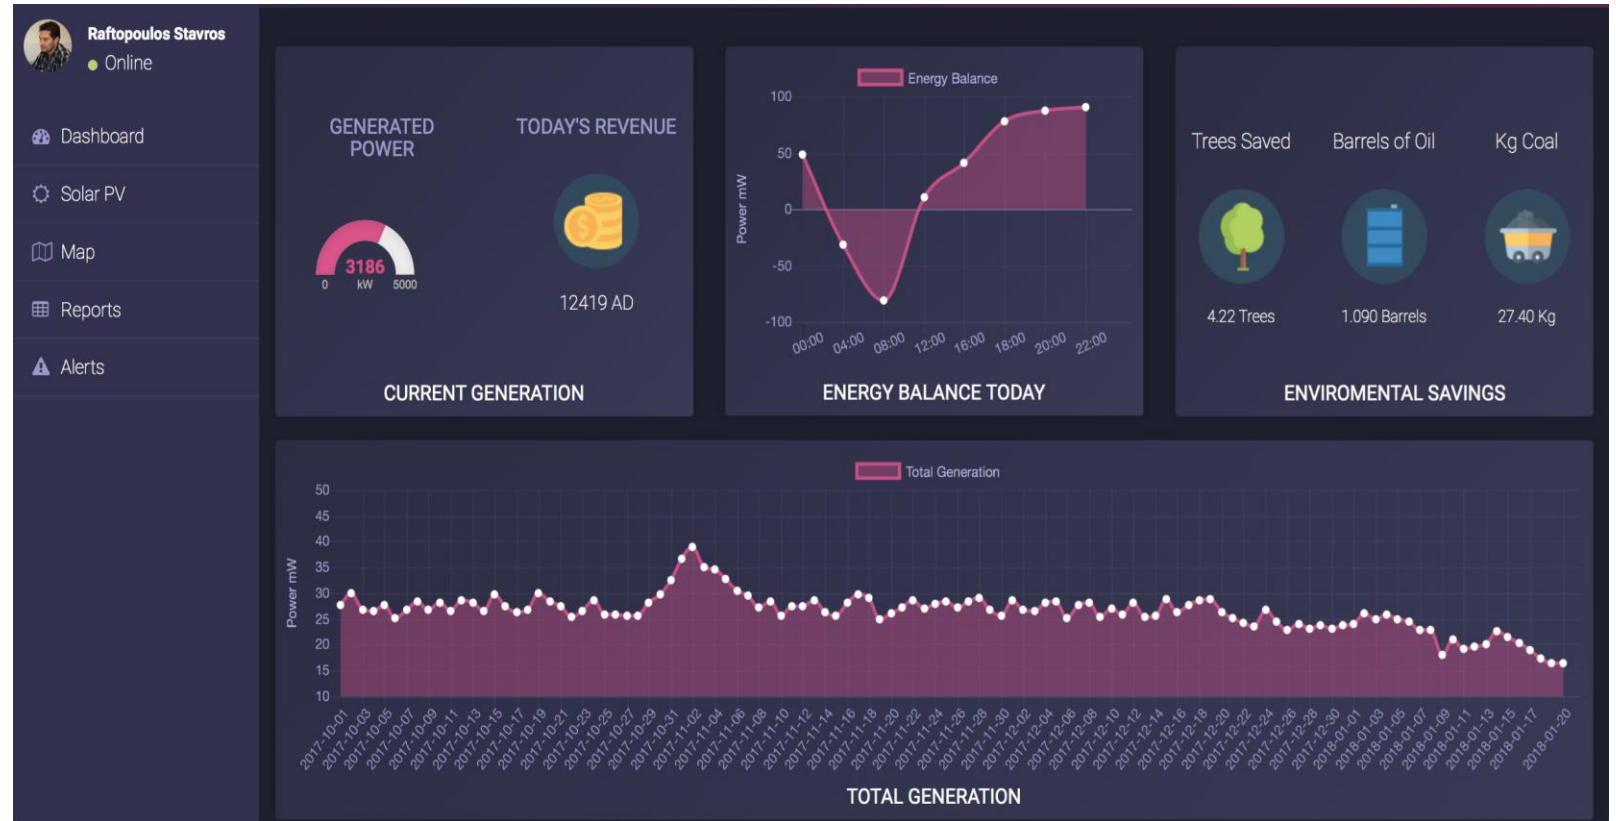 Raftopoulos Stavros
Online
Dashboard
Solar PV
Map
Reports
Alerts
GENERATED
POWER
3186
0 kW 5000
TODAY'S REVENUE
12419 AD
CURRENT GENERATION
Energy Balance
100
50
0
-50
-100
Power mW
00:00 04:00 08:00 12:00 16:00 18:00 20:00 22:00
ENERGY BALANCE TODAY
Trees Saved
4.22 Trees
Barrels of Oil
1.090 Barrels
Kg Coal
27.40 Kg
ENVIROMENTAL SAVINGS
Total Generation
50
45
40
35
30
25
20
15
10
Power mW
2017-10-01 2017-10-03 2017-10-05 2017-10-07 2017-10-09 2017-10-11 2017-10-13 2017-10-15 2017-10-17 2017-10-19 2017-10-21 2017-10-23 2017-10-25 2017-10-27 2017-10-29 2017-10-31 2017-11-02 2017-11-04 2017-11-06 2017-11-08 2017-11-10 2017-11-12 2017-11-14 2017-11-16 2017-11-18 2017-11-20 2017-11-22 2017-11-24 2017-11-26 2017-11-28 2017-11-30 2017-12-02 2017-12-04 2017-12-06 2017-12-08 2017-12-10 2017-12-12 2017-12-14 2017-12-16 2017-12-18 2017-12-20 2017-12-22 2017-12-24 2017-12-26 2017-12-28 2017-12-30 2018-01-01 2018-01-03 2018-01-05 2018-01-07 2018-01-09 2018-01-11 2018-01-13 2018-01-15 2018-01-17 2018-01-20
TOTAL GENERATION